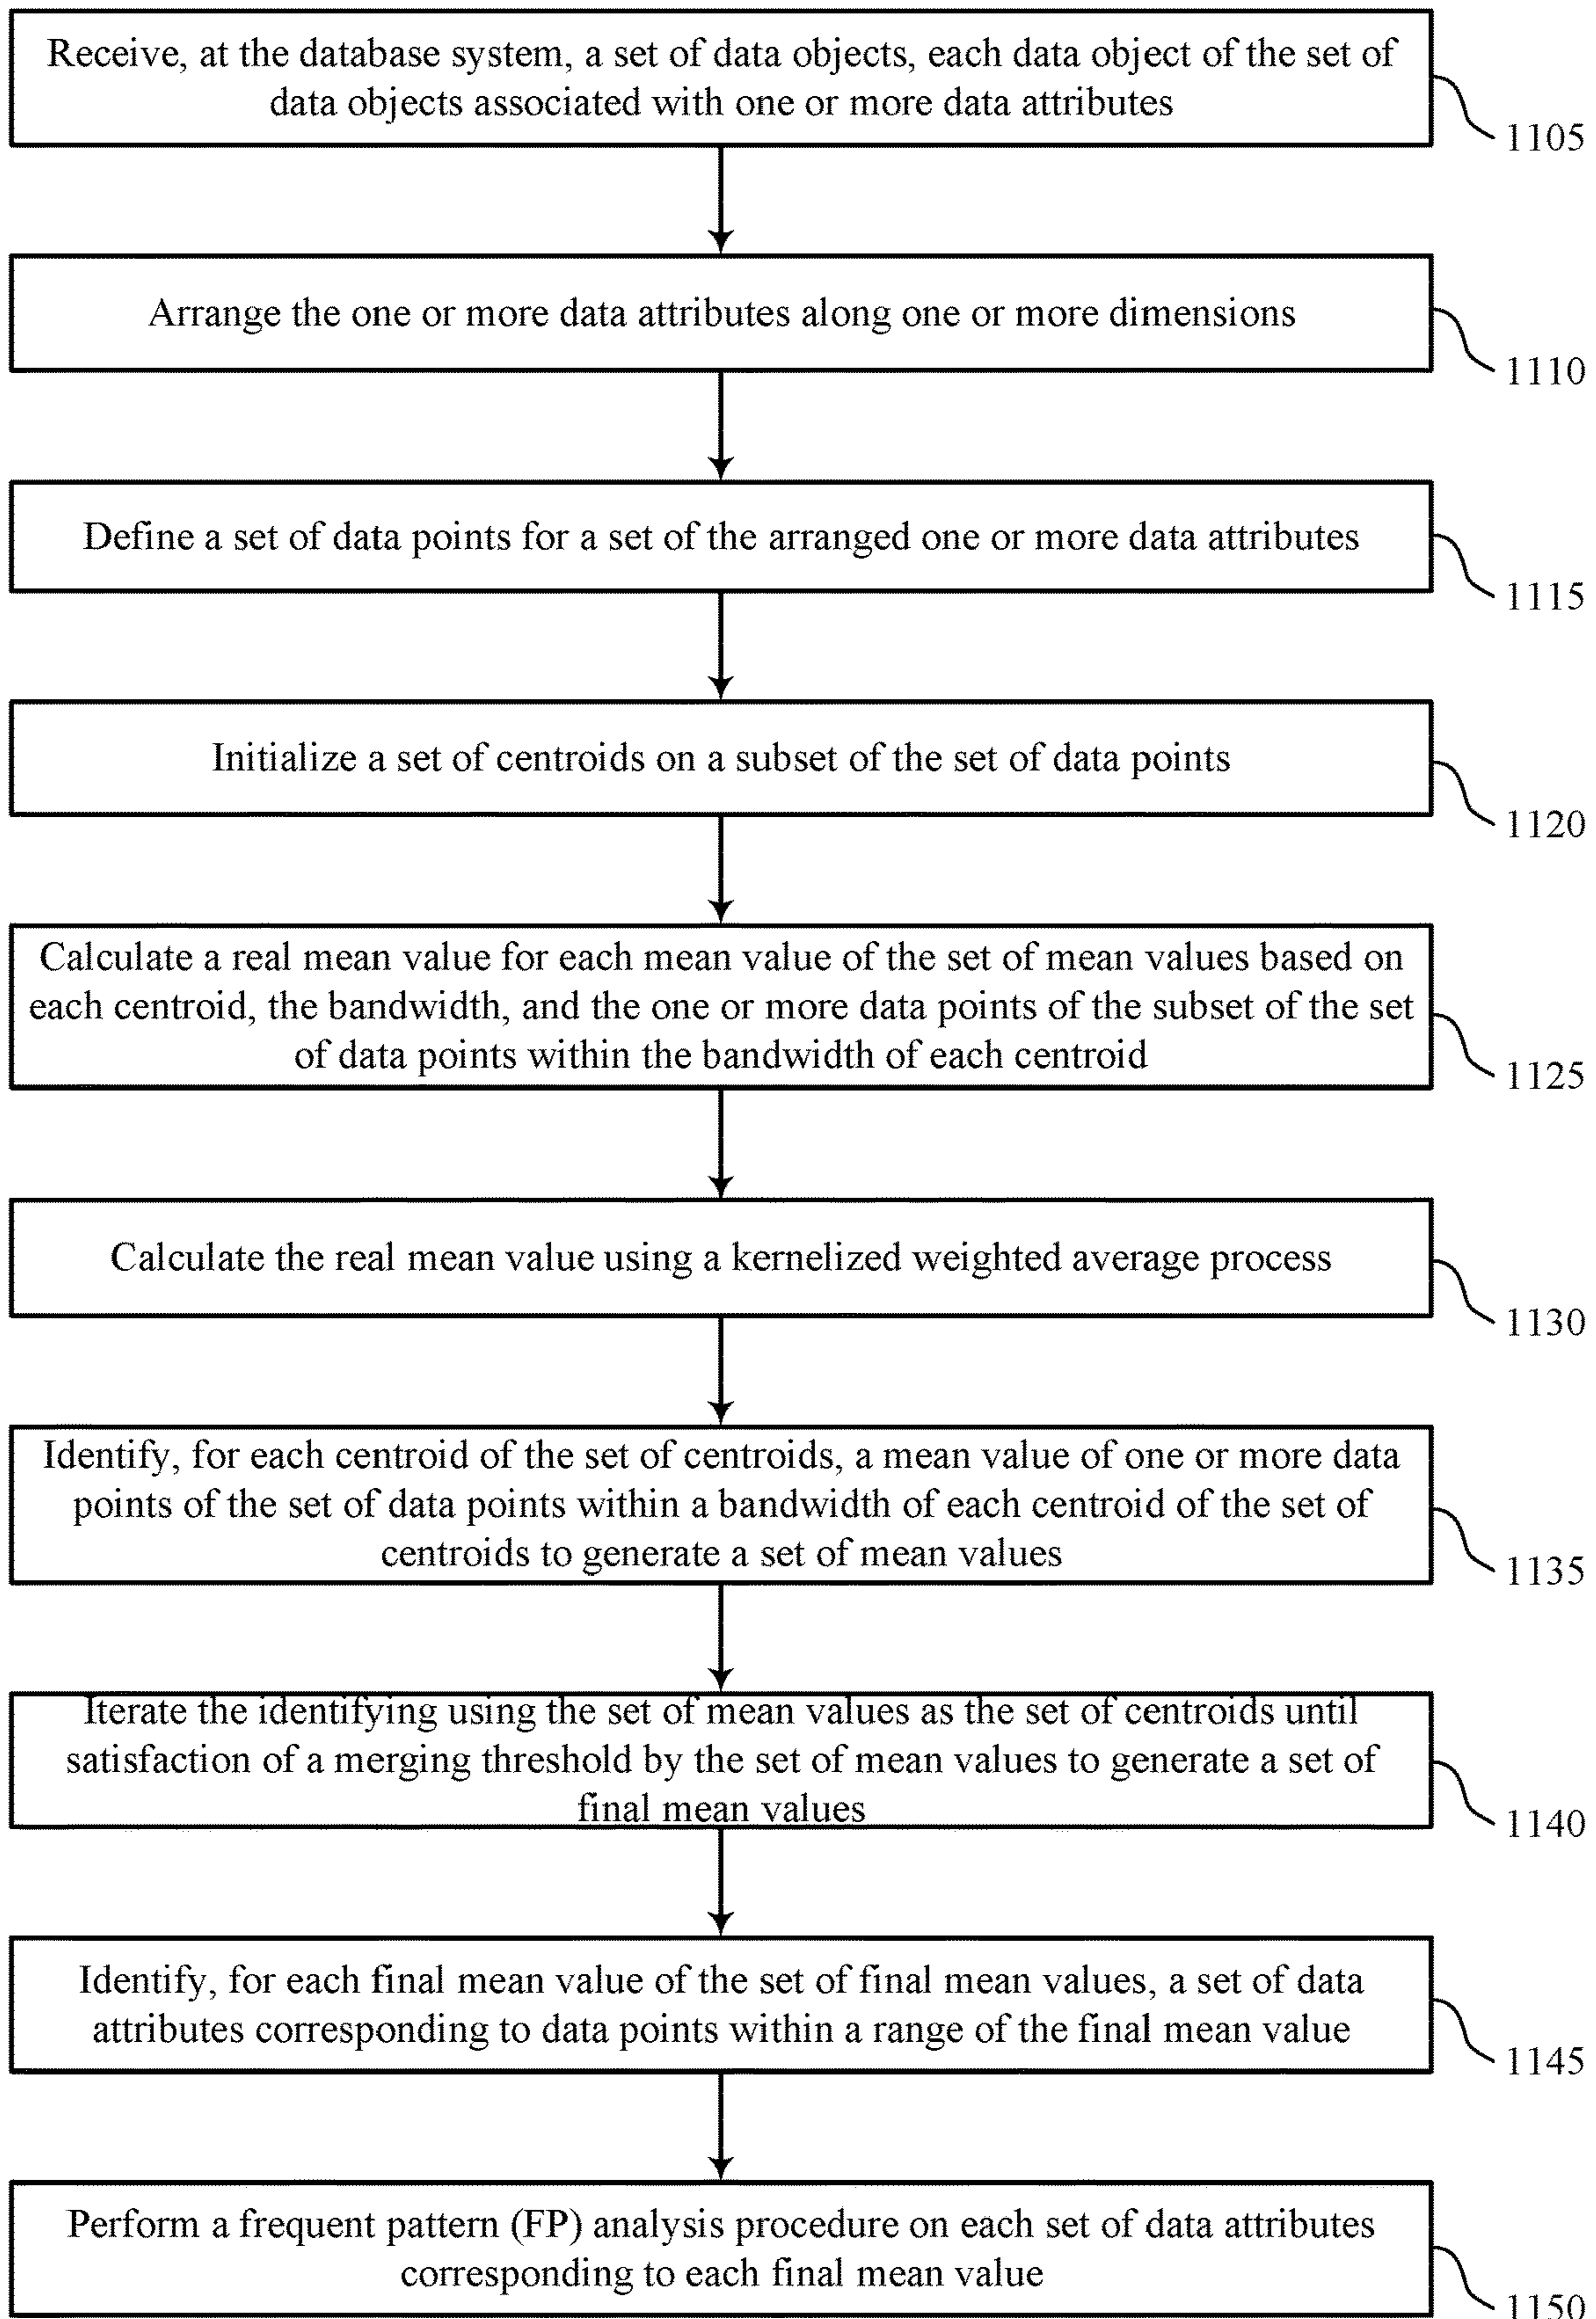 Receive, at the database system, a set of data objects, each data object of the set of
data objects associated with one or more data attributes
1105
Arrange the one or more data attributes along one or more dimensions
1110
Define a set of data points for a set of the arranged one or more data attributes
1115
Initialize a set of centroids on a subset of the set of data points
1120
Calculate a real mean value for each mean value of the set of mean values based on
each centroid, the bandwidth, and the one or more data points of the subset of the set
of data points within the bandwidth of each centroid
1125
Calculate the real mean value using a kernelized weighted average process
1130
Identify, for each centroid of the set of centroids, a mean value of one or more data
points of the set of data points within a bandwidth of each centroid of the set of
centroids to generate a set of mean values
1135
Iterate the identifying using the set of mean values as the set of centroids until
satisfaction of a merging threshold by the set of mean values to generate a set of
final mean values
1140
Identify, for each final mean value of the set of final mean values, a set of data
attributes corresponding to data points within a range of the final mean value
1145
Perform a frequent pattern (FP) analysis procedure on each set of data attributes
corresponding to each final mean value
1150